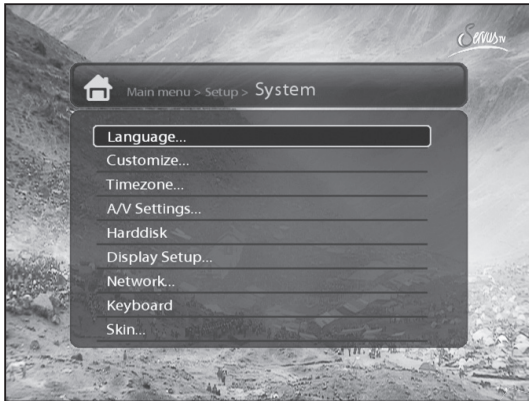 Servus TV
Main menu > Setup > System
Language...
Customize...
Timezone...
A/V Settings...
Harddisk
Display Setup...
Network...
Keyboard
Skin...